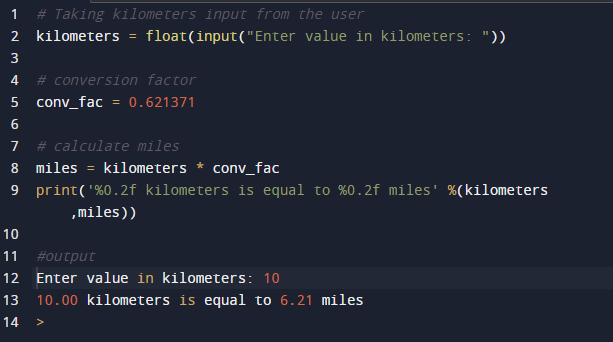 1 # Taking kilometers input from the user
2 kilometers = float(input("Enter value in kilometers: "))
3
4 # conversion factor
5 conv_fac = 0.621371
6
7 # calculate miles
8 miles = kilometers * conv_fac
9 print('%0.2f kilometers is equal to %0.2f miles' %(kilometers
,miles))
10
11 #output
12 Enter value in kilometers: 10
13 10.00 kilometers is equal to 6.21 miles
14 >